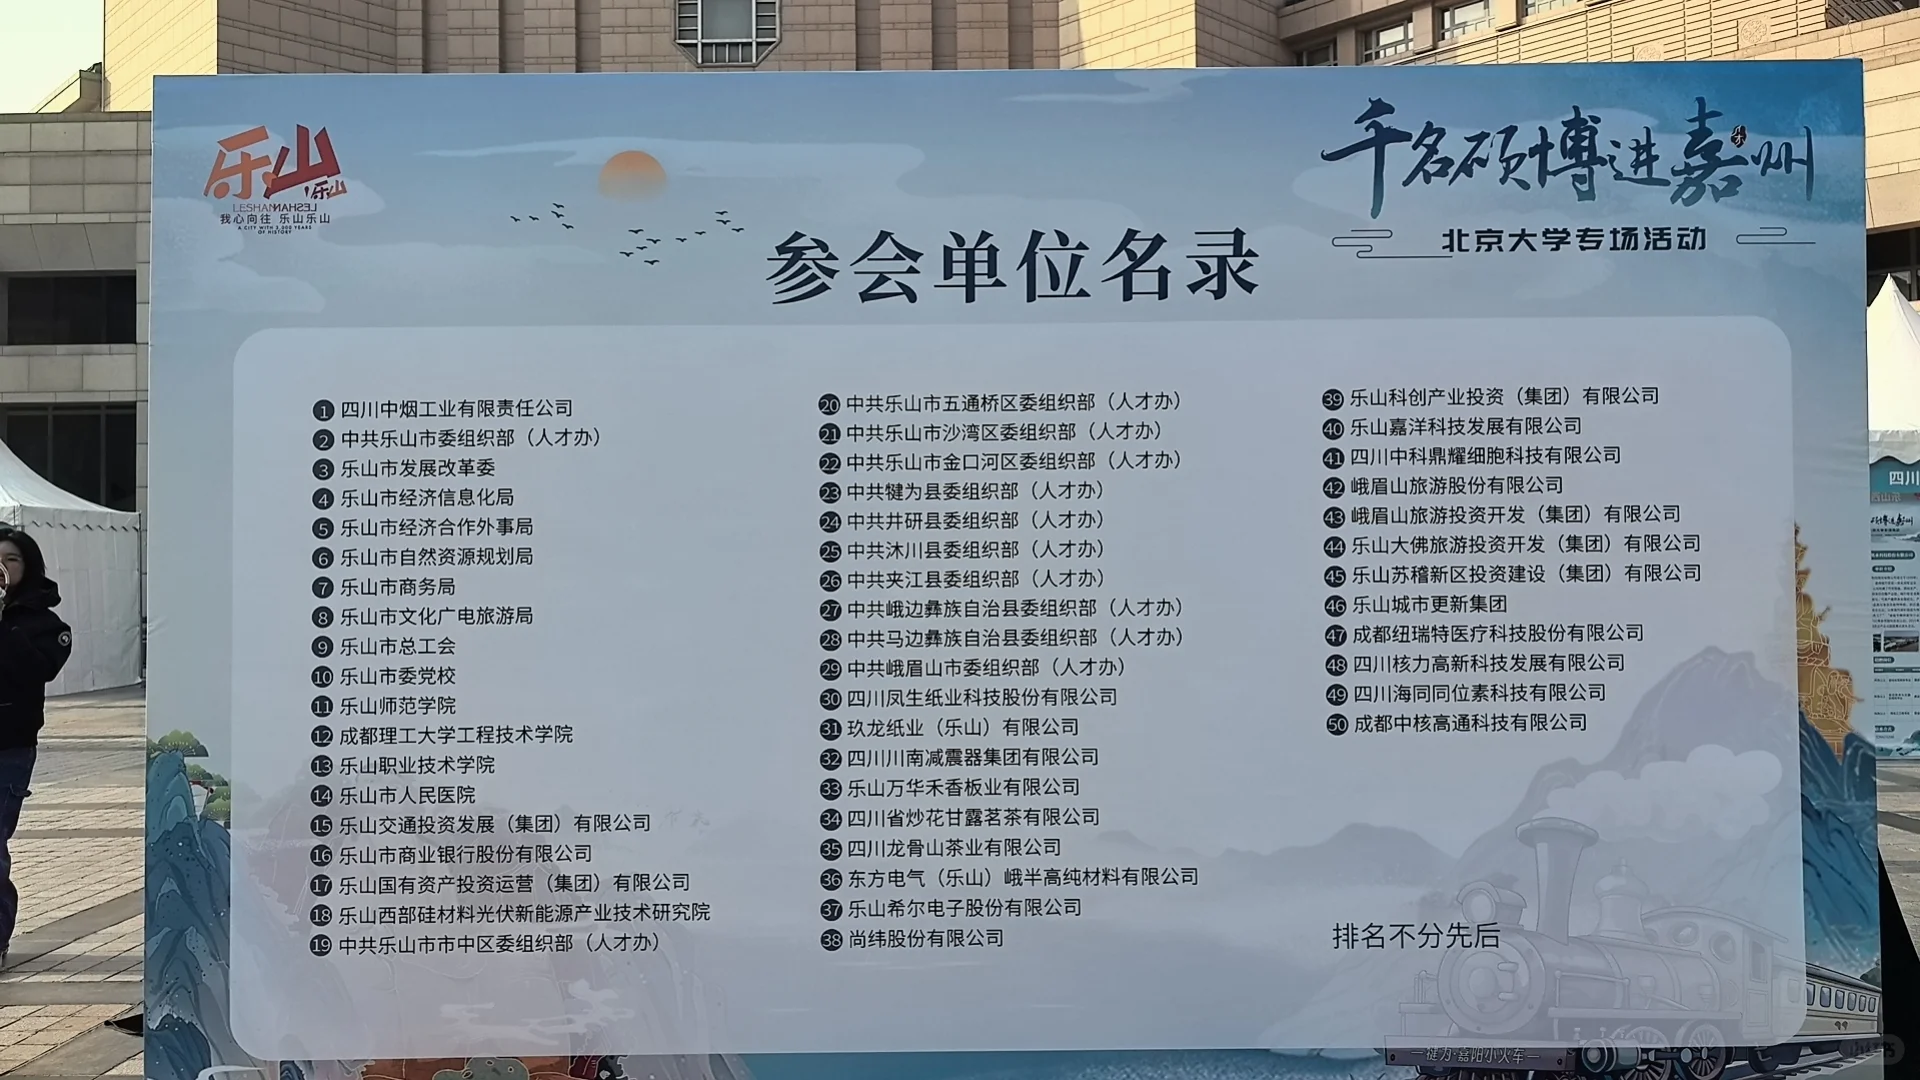 乐山
乐山
LESHAN
我心向往 乐山乐山
A CITY WITH 3,000 YEARS
OF HISTORY
千名硕博进嘉州
北京大学专场活动
参会单位名录
1 四川中烟工业有限责任公司
2 中共乐山市委组织部（人才办）
3 乐山市发展改革委
4 乐山市经济信息化局
5 乐山市经济合作外事局
6 乐山市自然资源规划局
7 乐山市商务局
8 乐山市文化广电旅游局
9 乐山市总工会
10 乐山市委党校
11 乐山师范学院
12 成都理工大学工程技术学院
13 乐山职业技术学院
14 乐山市人民医院
15 乐山交通投资发展（集团）有限公司
16 乐山市商业银行股份有限公司
17 乐山国有资产投资运营（集团）有限公司
18 乐山西部硅材料光伏新能源产业技术研究院
19 中共乐山市市中区委组织部（人才办）
20 中共乐山市五通桥区委组织部（人才办）
21 中共乐山市沙湾区委组织部（人才办）
22 中共乐山市金口河区委组织部（人才办）
23 中共犍为县委组织部（人才办）
24 中共井研县委组织部（人才办）
25 中共沐川县委组织部（人才办）
26 中共夹江县委组织部（人才办）
27 中共峨边彝族自治县委组织部（人才办）
28 中共马边彝族自治县委组织部（人才办）
29 中共峨眉山市委组织部（人才办）
30 四川凤生纸业科技股份有限公司
31 玖龙纸业（乐山）有限公司
32 四川川南减震器集团有限公司
33 乐山万华禾香板业有限公司
34 四川省炒花甘露茗茶有限公司
35 四川龙骨山茶业有限公司
36 东方电气（乐山）峨半高纯材料有限公司
37 乐山希尔电子股份有限公司
38 尚纬股份有限公司
39 乐山科创产业投资（集团）有限公司
40 乐山嘉洋科技发展有限公司
41 四川中科鼎耀细胞科技有限公司
42 峨眉山旅游股份有限公司
43 峨眉山旅游投资开发（集团）有限公司
44 乐山大佛旅游投资开发（集团）有限公司
45 乐山苏稽新区投资建设（集团）有限公司
46 乐山城市更新集团
47 成都纽瑞特医疗科技股份有限公司
48 四川核力高新科技发展有限公司
49 四川海同同位素科技有限公司
50 成都中核高通科技有限公司
排名不分先后
嘉阳小火车
四川